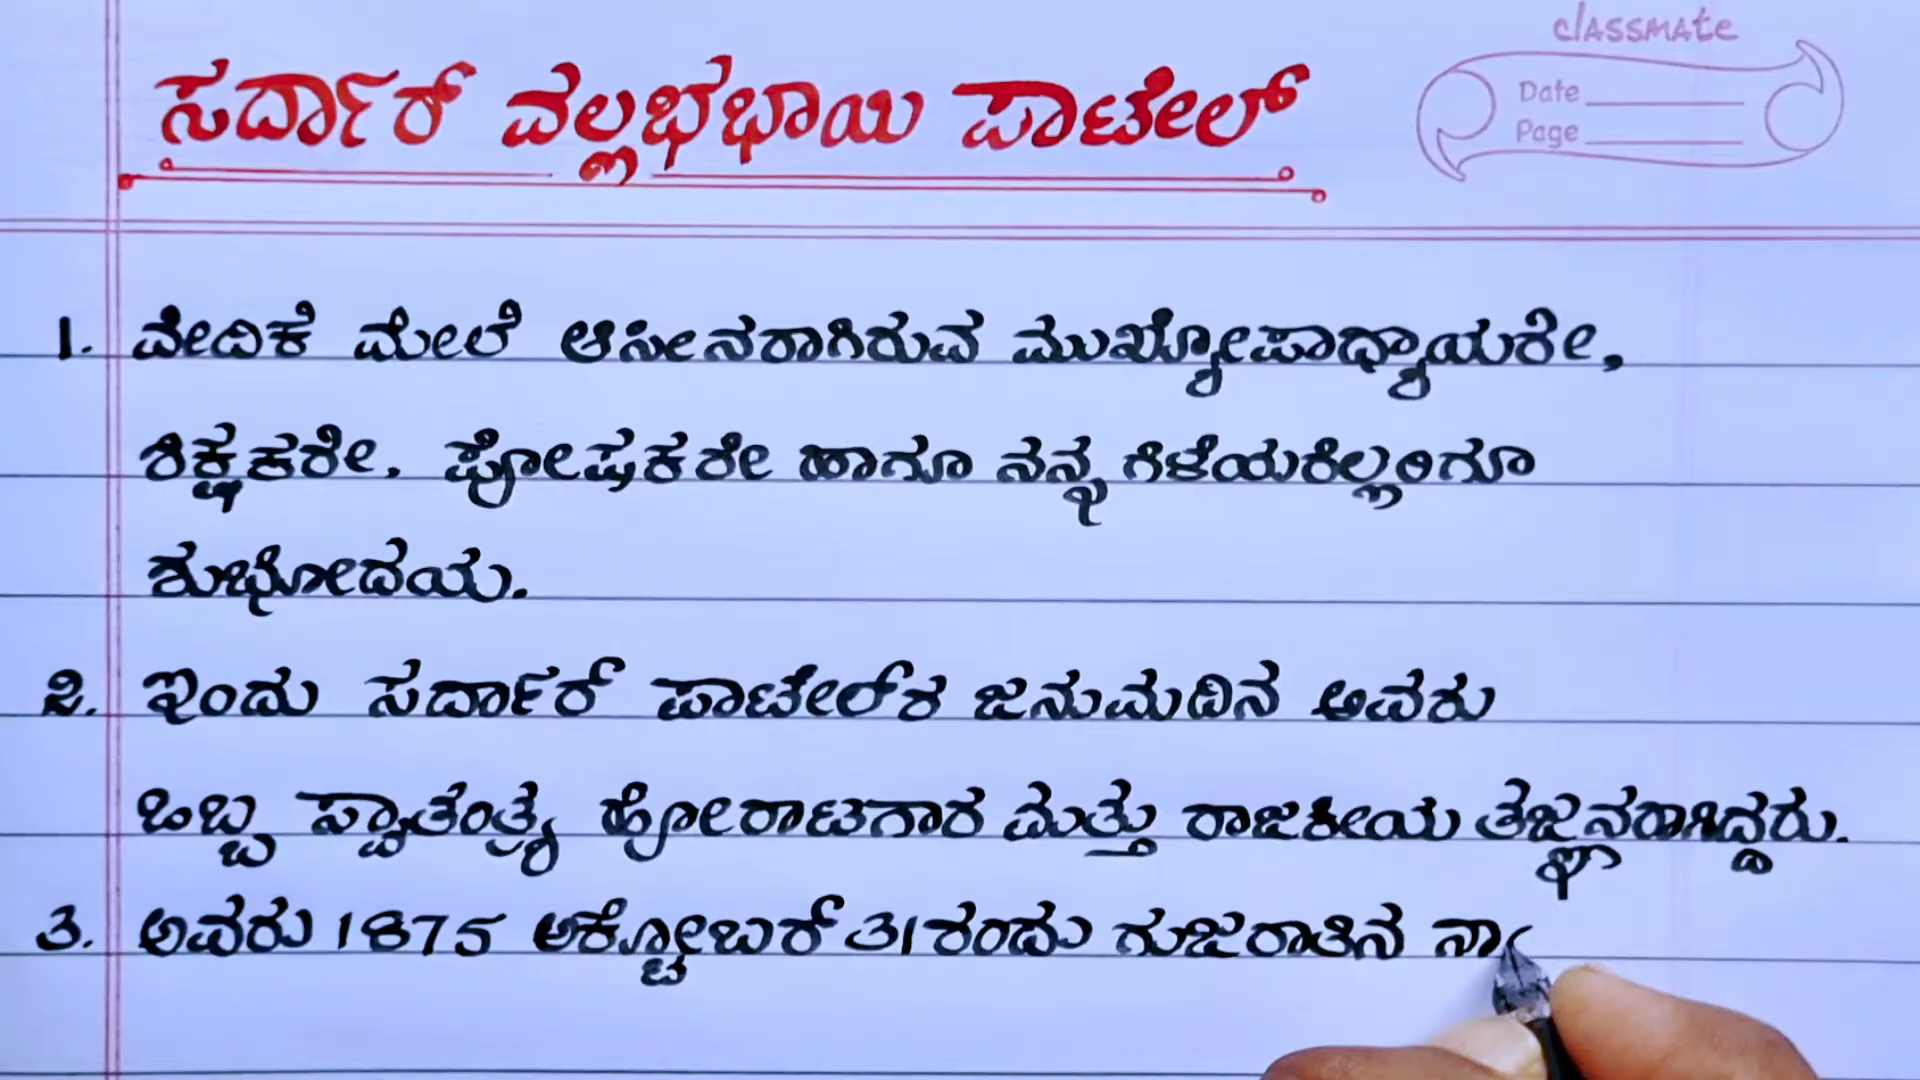 classmate
Date
Page
ಸರ್ದಾರ್ ವಲ್ಲಭಭಾಯಿ ಪಾಟೇಲ್
1. ವೇದಿಕೆ ಮೇಲೆ ಆಸೀನರಾಗಿರುವ ಮುಖ್ಯೋಪಾಧ್ಯಾಯರೇ,
ಶಿಕ್ಷಕರೇ. ಪೋಷಕರೇ ಹಾಗೂ ನನ್ನ ಗೆಳೆಯರೆಲ್ಲರಿಗೂ
ಶುಭೋದಯ.
2. ಇಂದು ಸರ್ದಾರ್ ಪಾಟೇಲ್‌ರ ಜನುಮದಿನ ಅವರು
ಒಬ್ಬ ಸ್ವಾತಂತ್ರ್ಯ ಹೋರಾಟಗಾರ ಮತ್ತು ರಾಜಕೀಯ ತಜ್ಞನರಾಗಿದ್ದರು.
3. ಅವರು 1875 ಅಕ್ಟೋಬರ್ 31ರಂದು ಗುಜರಾತಿನ ನಾ